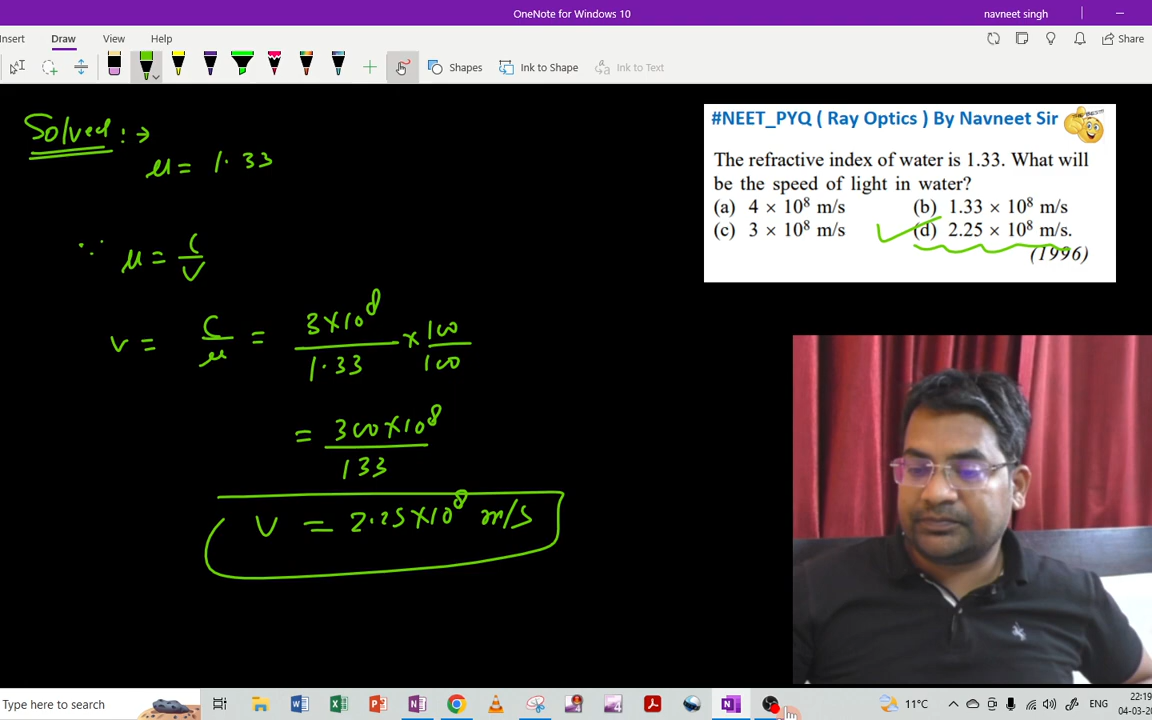 OneNote for Windows 10
navneet singh
Insert Draw View Help
Share
Shapes Ink to Shape Ink to Text
Solved :→
μ = 1.33
∵ μ = c/v
v = c/μ = 3×10⁸/1.33 × 100/100
= 300×10⁸/133
v = 2.25×10⁸ m/s
#NEET_PYQ ( Ray Optics ) By Navneet Sir
The refractive index of water is 1.33. What will
be the speed of light in water?
(a) 4 × 10⁸ m/s (b) 1.33 × 10⁸ m/s
(c) 3 × 10⁸ m/s (d) 2.25 × 10⁸ m/s.
(1996)
Type here to search
11°C
ENG
22:19
04-03-20